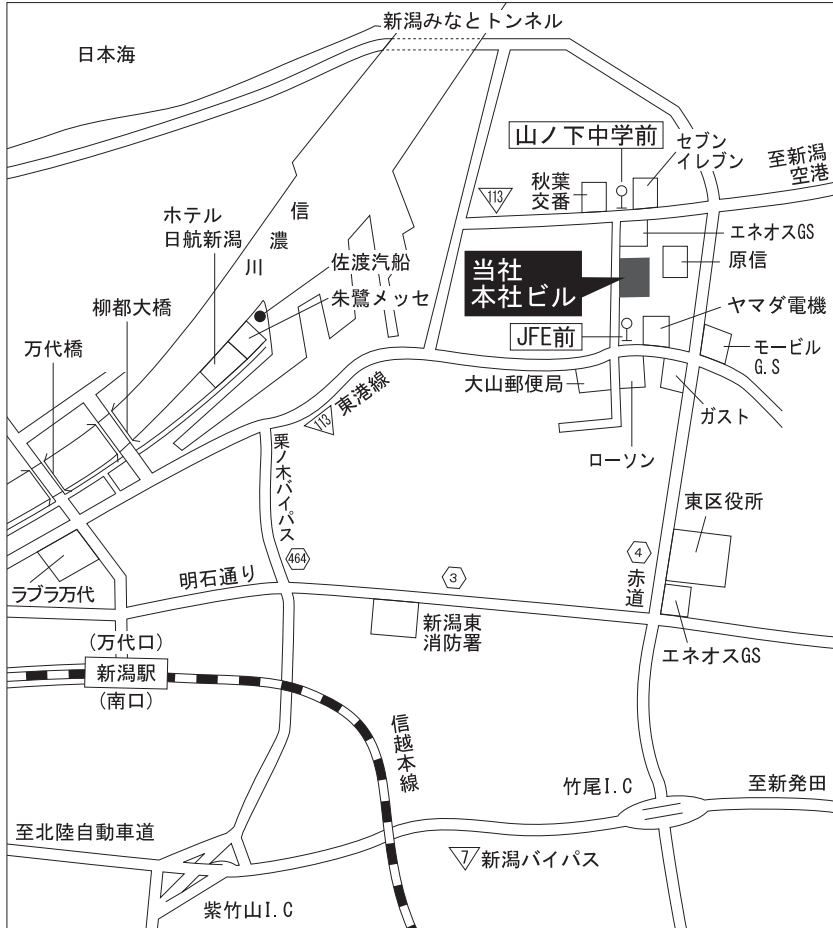 新潟みなとトンネル
日本海
山ノ下中学前
セブン
イレブン
至新潟
空港
秋葉
交番
113
ホテル
日航新潟
信濃川
エネオスGS
原信
佐渡汽船
当社
本社ビル
朱鷺メッセ
柳都大橋
ヤマダ電機
JFE前
万代橋
モービル
G.S
大山郵便局
東港線
113
ガスト
ローソン
栗ノ木バイパス
東区役所
464
4
3
明石通り
赤道
ラブラ万代
新潟東
消防署
(万代口)
エネオスGS
新潟駅
(南口)
信越本線
竹尾I.C
至新発田
至北陸自動車道
7
新潟バイパス
紫竹山I.C